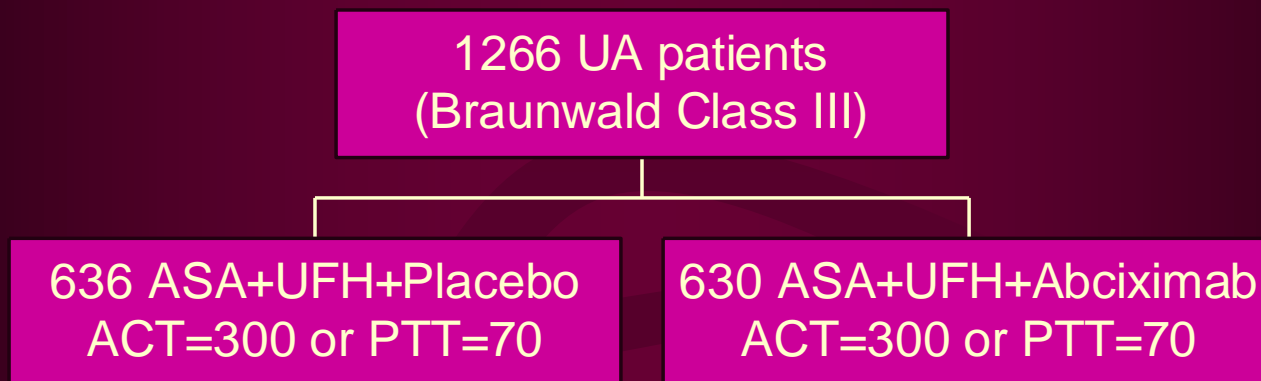 1266 UA patients
(Braunwald Class III)
636 ASA+UFH+Placebo
ACT=300 or PTT=70
630 ASA+UFH+Abciximab
ACT=300 or PTT=70